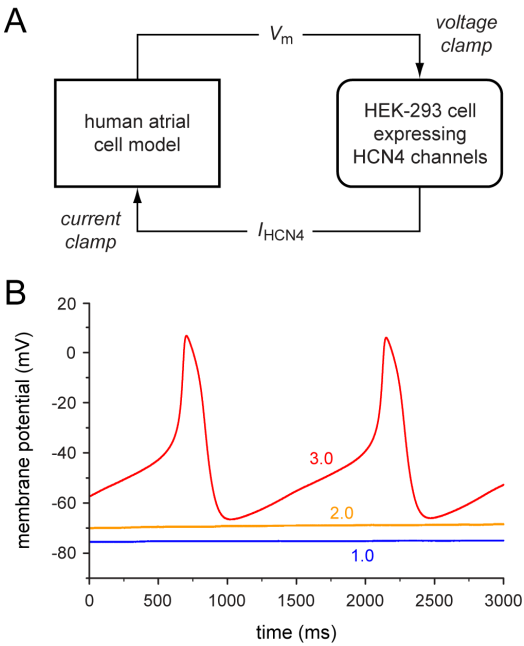 A
Vm
voltage
clamp
human atrial
cell model
HEK-293 cell
expressing
HCN4 channels
current
clamp
IHCN4
B
membrane potential (mV)
20
0
-20
-40
-60
-80
3.0
2.0
1.0
0
500
1000
1500
2000
2500
3000
time (ms)